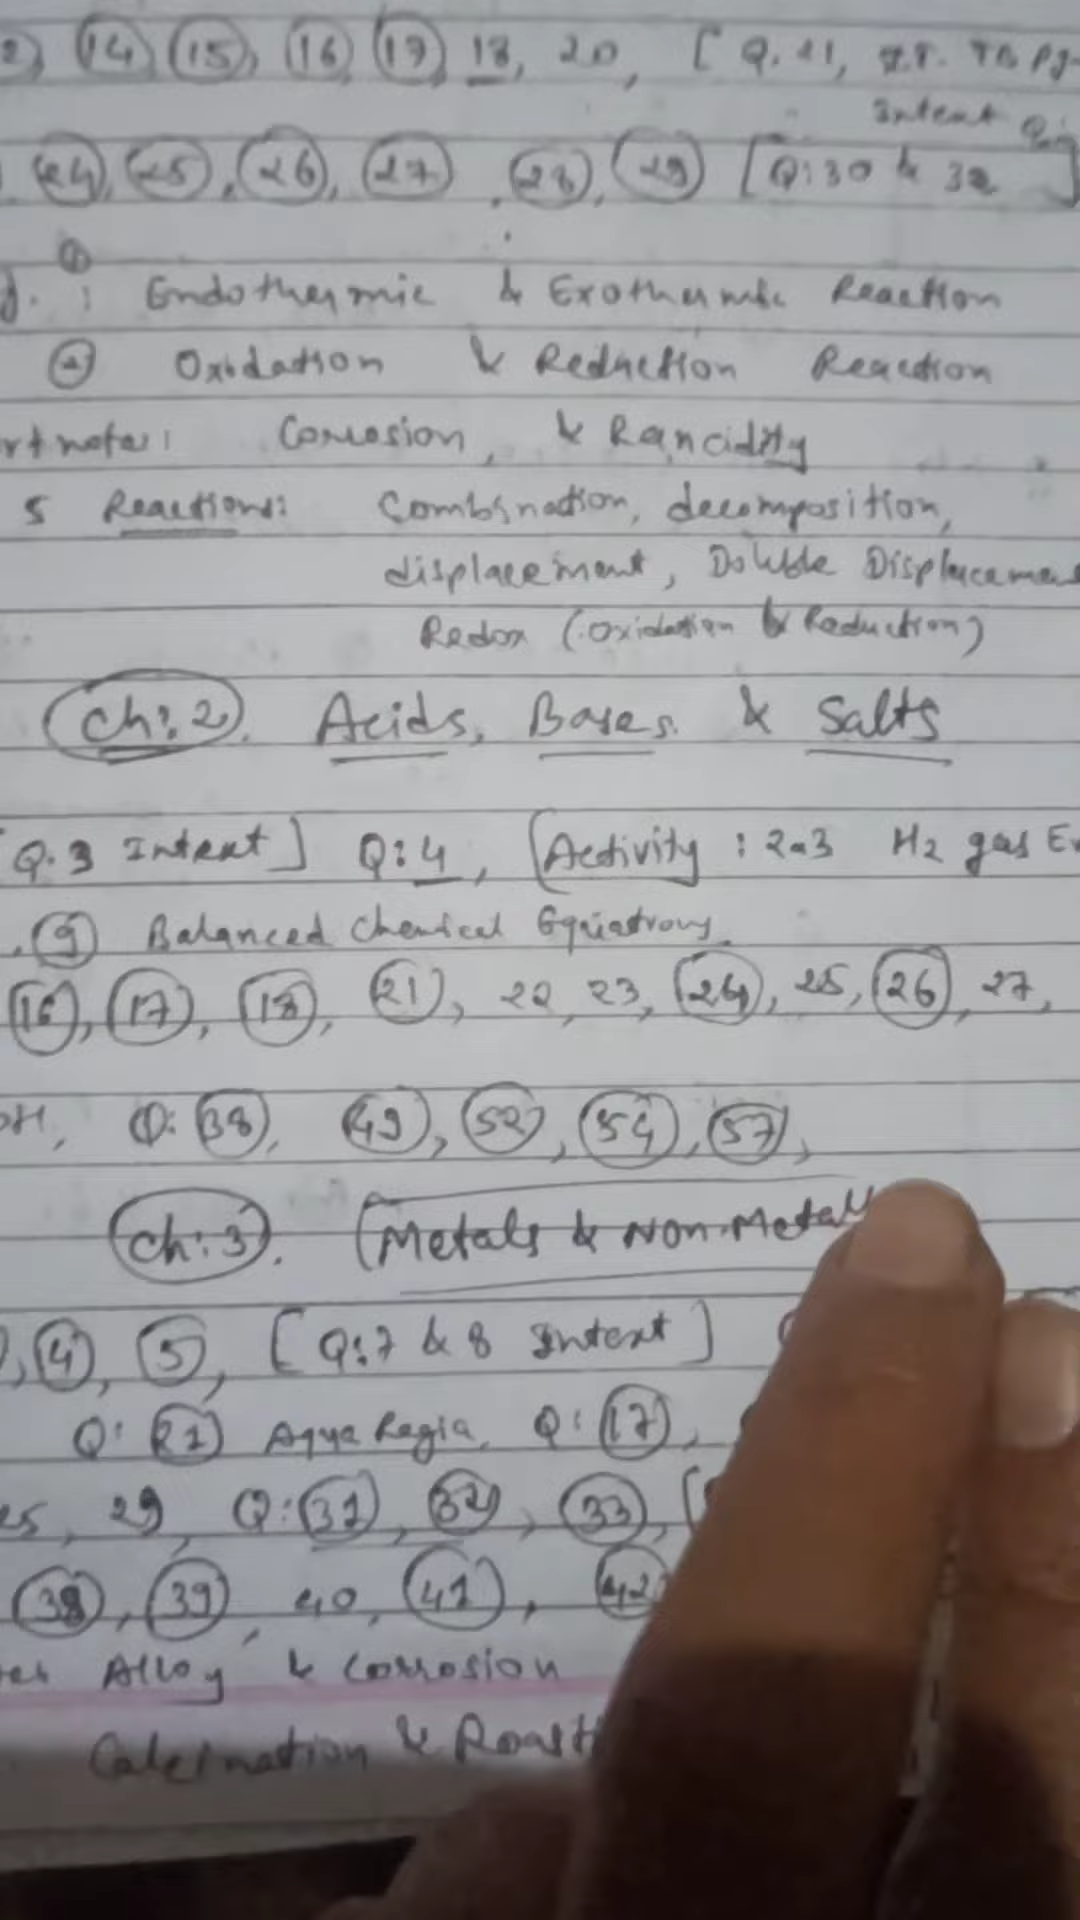 14, 15, 16, 17, 18, 20, [Q. 21,
Intext
24, 25, 26, 27, 28, 29 [Q:30 & 32]
①
: Endothermic & Exothermic Reaction
② Oxidation & Reduction Reaction
Corrosion, & Rancidity
5 Reactions: Combination, decomposition,
displacement, Double Displacemen
Redox (Oxidation & Reduction)
Ch: 2. Acids, Bases & Salts
Q. 3 Intext] Q: 4, [Activity : 2.3 H2 gas
9 Balanced Chemical Equations
16, 17, 18, 21, 22, 23, 24, 25, 26, 27,
Q: 38, 49, 52, 54, 57,
Ch: 3. [Metals & Non-Metal
4, 5, [Q:7 & 8 Intext]
Q: 21 Aqua Regia, Q: 17,
29, Q: 31, 32, 33,
38, 39, 40, 41, 42
Alloy & Corrosion
Calcination & Roast